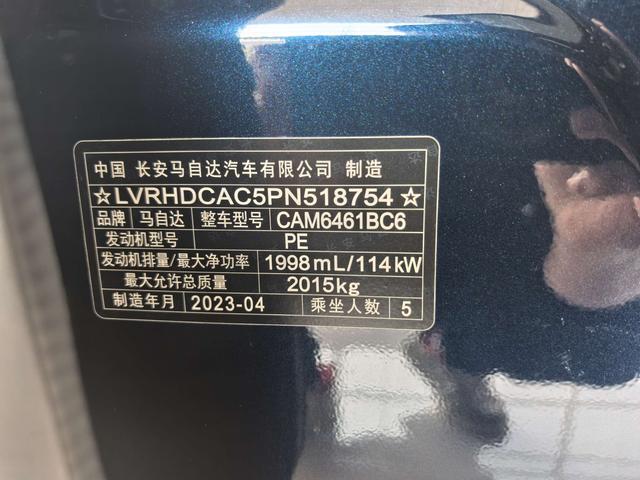 中国 长安马自达汽车有限公司 制造
☆LVRHDCAC5PN518754☆
品牌 马自达 整车型号 CAM6461BC6
发动机型号 PE
发动机排量/最大净功率 1998mL/114kW
最大允许总质量 2015kg
制造年月 2023-04 乘坐人数 5